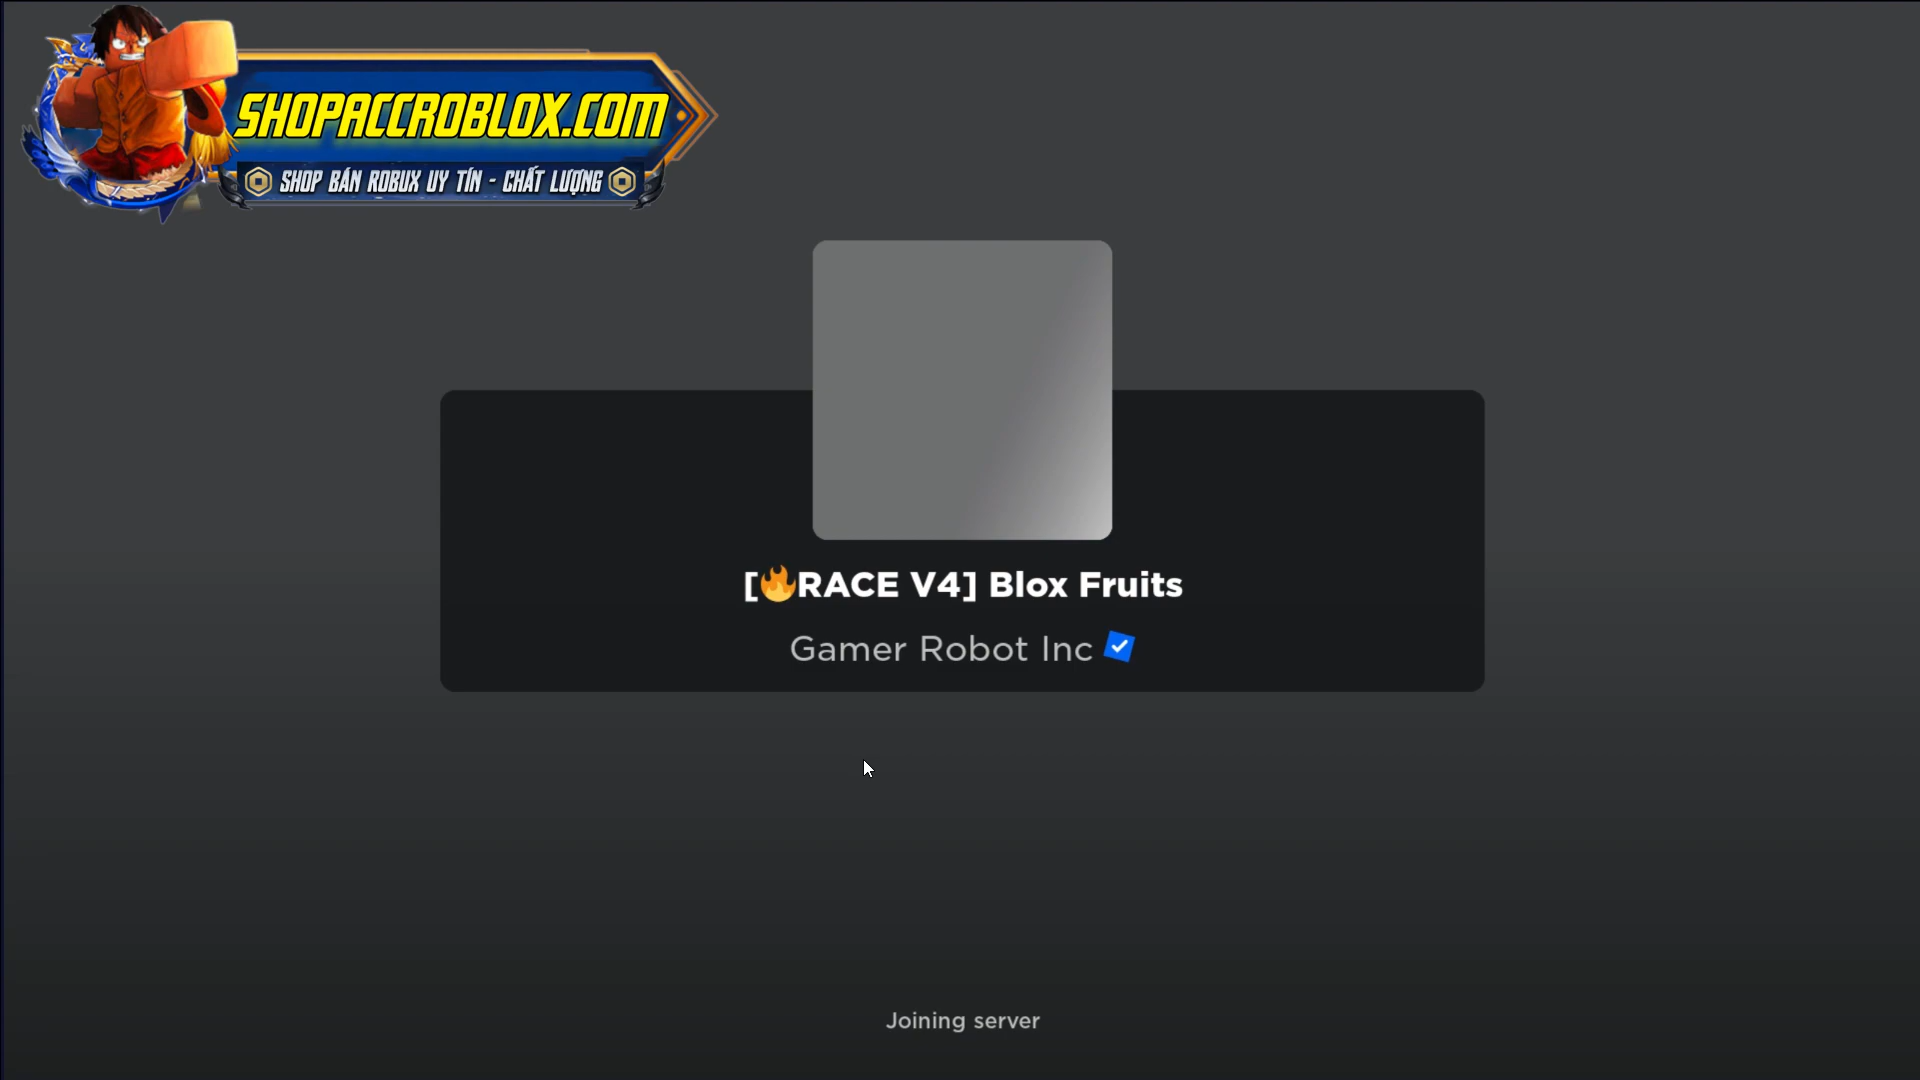 SHOPACCROBLOX.COM
SHOP BÁN ROBUX UY TÍN - CHẤT LƯỢNG
[🔥RACE V4] Blox Fruits
Gamer Robot Inc
Joining server